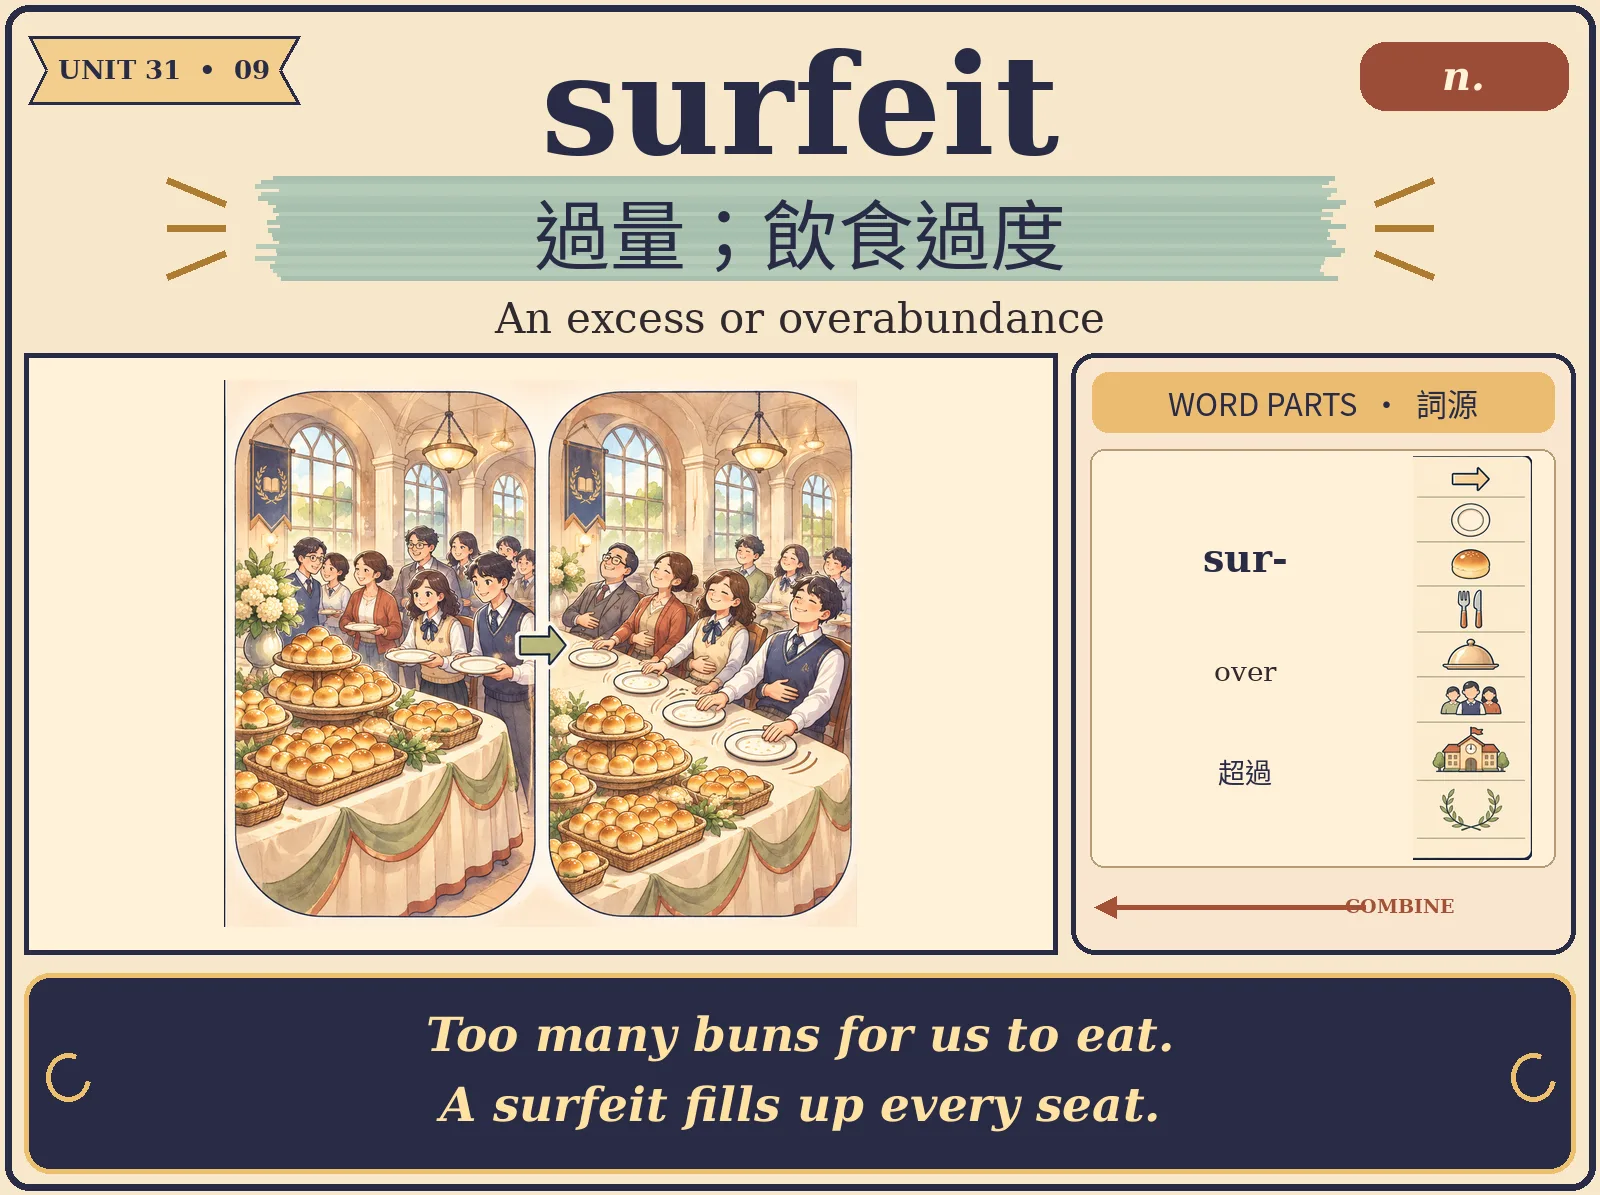 UNIT 31 • 09
surfeit
n.
過量；飲食過度
An excess or overabundance
WORD PARTS • 詞源
sur-
over
超過
COMBINE
Too many buns for us to eat.
A surfeit fills up every seat.